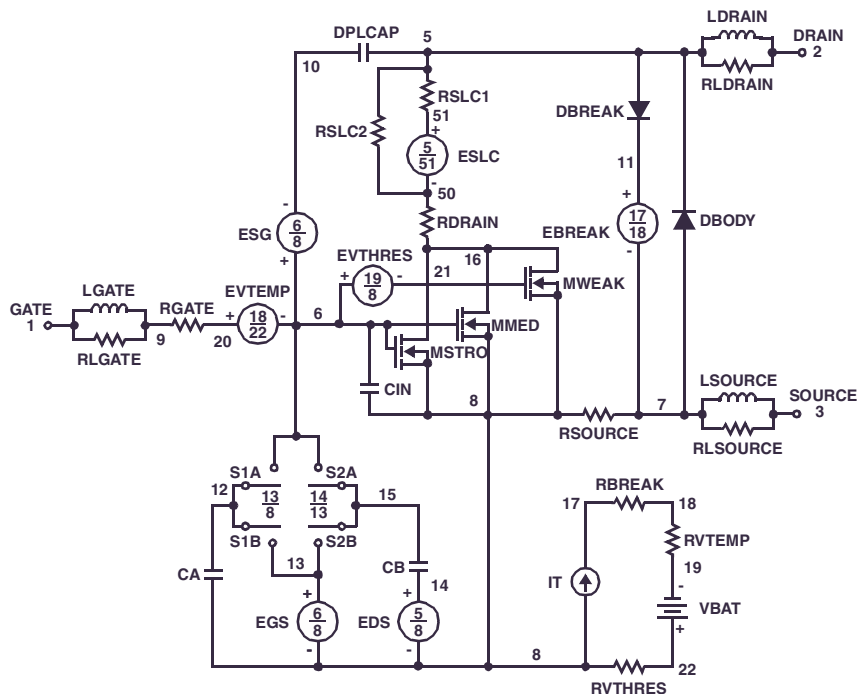 LDRAIN
DPLCAP
5
DRAIN
2
10
RLDRAIN
RSLC1
51
+
DBREAK
RSLC2
5
51
ESLC
11
-
50
-
+
RDRAIN
17
18
EBREAK
DBODY
6
8
ESG
EVTHRES
16
21
-
+
+
19
8
-
MWEAK
LGATE
EVTEMP
GATE
1
RGATE
+
18
22
-
6
MMED
9
20
RLGATE
MSTRO
LSOURCE
CIN
8
7
SOURCE
3
RSOURCE
RLSOURCE
S1A
S2A
12
13
8
14
13
15
RBREAK
17
18
S1B
S2B
RVTEMP
13
CB
19
CA
14
IT
-
+
+
VBAT
EGS
6
8
EDS
5
8
+
-
-
8
22
RVTHRES